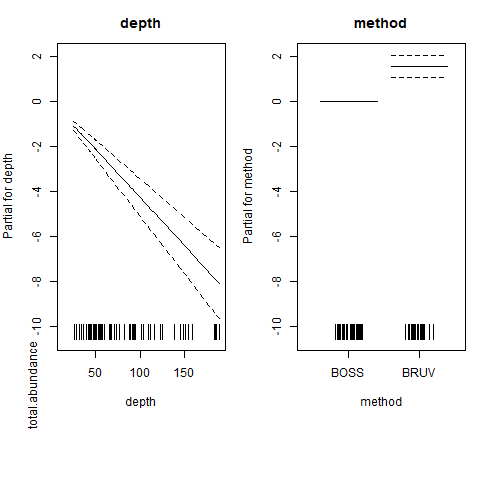 depth
method
Partial for depth
2
0
-2
-4
-6
-8
-10
50
100
150
depth
total.abundance
Partial for method
2
0
-2
-4
-6
-8
-10
BOSS
BRUV
method